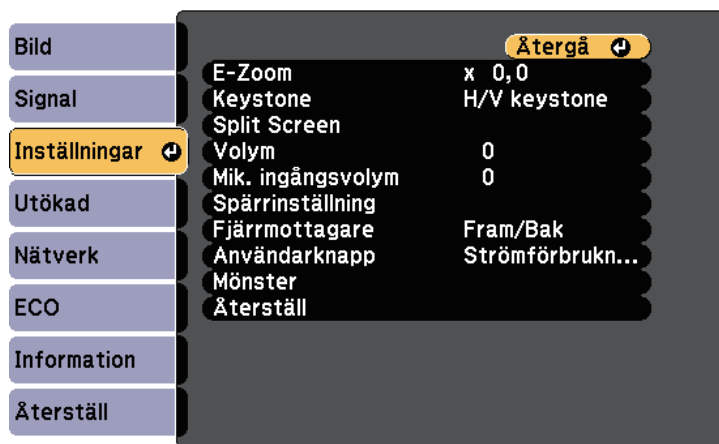 Bild
Signal
Inställningar
Utökad
Nätverk
ECO
Information
Återställ
Återgå
E-Zoom x 0,0
Keystone H/V keystone
Split Screen
Volym 0
Mik. ingångsvolym 0
Spärrinställning
Fjärrmottagare Fram/Bak
Användarknapp Strömförbrukn...
Mönster
Återställ